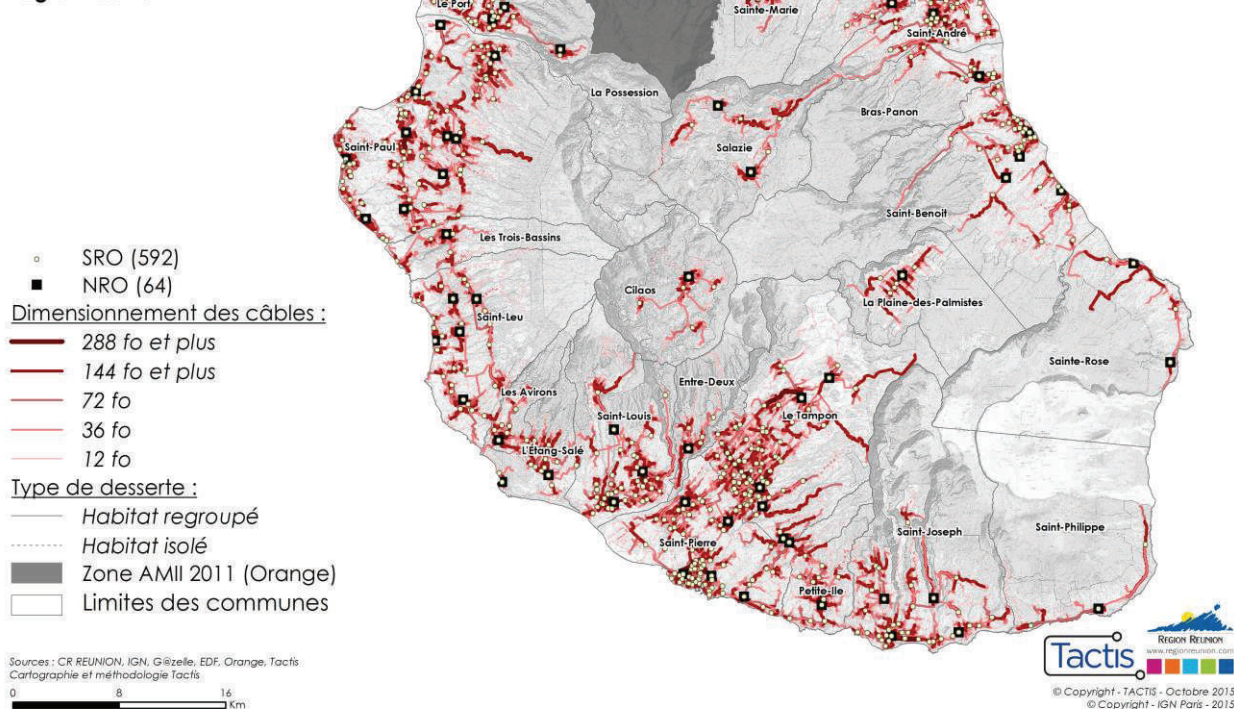 Le Port
Sainte-Marie
Saint-André
La Possession
Bras-Panon
Saint-Paul
Salazie
Saint-Benoit
Les Trois-Bassins
SRO (592)
NRO (64)
Cilaos
La Plaine-des-Palmistes
Dimensionnement des câbles :
Saint-Leu
288 fo et plus
144 fo et plus
Sainte-Rose
72 fo
Entre-Deux
Les Avirons
36 fo
Saint-Louis
Le Tampon
12 fo
L'Étang-Salé
Type de desserte :
Habitat regroupé
Saint-Philippe
Saint-Joseph
Habitat isolé
Saint-Pierre
Zone AMII 2011 (Orange)
Petite-Ile
Limites des communes
REGION REUNION
www.regionreunion.com
Tactis
Sources : CR REUNION, IGN, G@zelle, EDF, Orange, Tactis
Cartographie et méthodologie Tactis
0 8 16
Km
© Copyright - TACTIS - Octobre 2015
© Copyright - IGN Paris - 2015